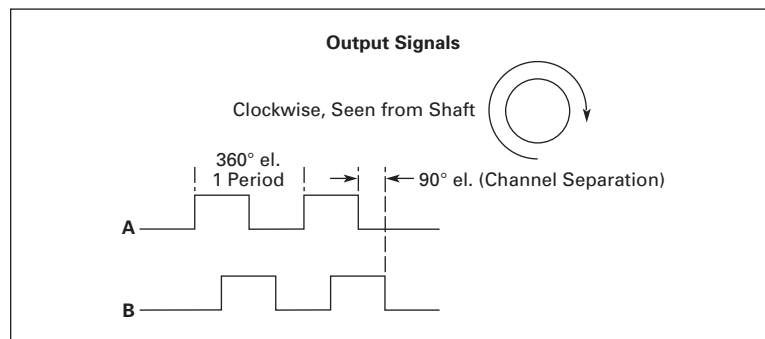 Output Signals
Clockwise, Seen from Shaft
360° el.
1 Period
90° el. (Channel Separation)
A
B